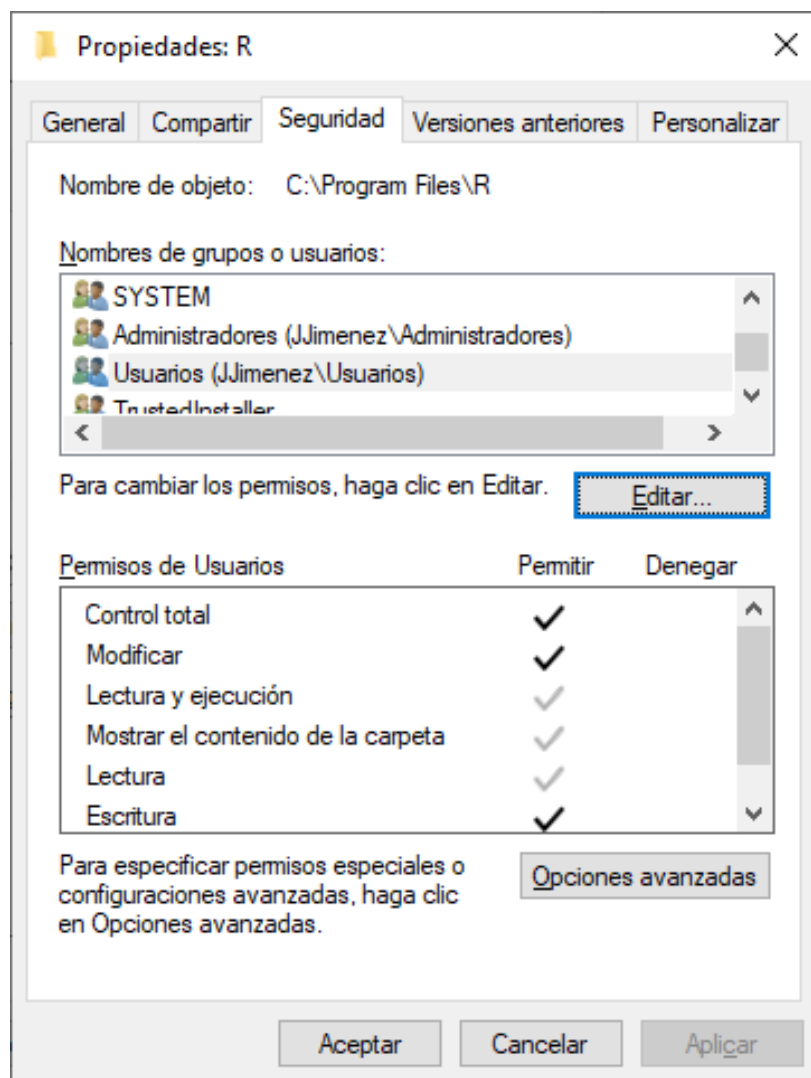 Propiedades: R
General Compartir Seguridad Versiones anteriores Personalizar
Nombre de objeto: C:\Program Files\R
Nombres de grupos o usuarios:
SYSTEM
Administradores (JJimenez\Administradores)
Usuarios (JJimenez\Usuarios)
TrustedInstaller
Para cambiar los permisos, haga clic en Editar. Editar...
Permisos de Usuarios Permitir Denegar
Control total
Modificar
Lectura y ejecución
Mostrar el contenido de la carpeta
Lectura
Escritura
Para especificar permisos especiales o
configuraciones avanzadas, haga clic
en Opciones avanzadas.
Opciones avanzadas
Aceptar Cancelar Aplicar